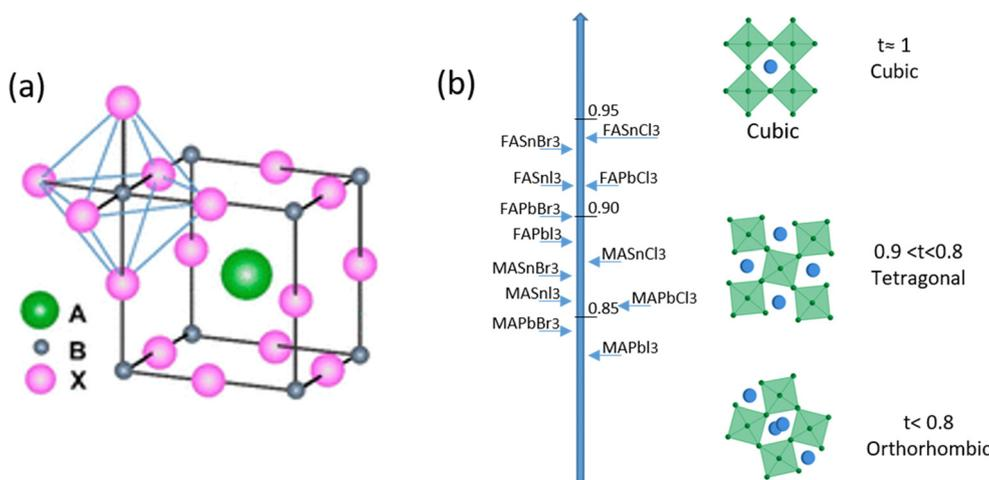 (a)
A
B
X
(b)
0.95
FASnCl3
FASnBr3
FASnI3
FAPbCl3
FAPbBr3
0.90
FAPbI3
MASnCl3
MASnBr3
MASnI3
MAPbCl3
0.85
MAPbBr3
MAPbI3
Cubic
t≈ 1
Cubic
0.9 <t<0.8
Tetragonal
t< 0.8
Orthorhombic